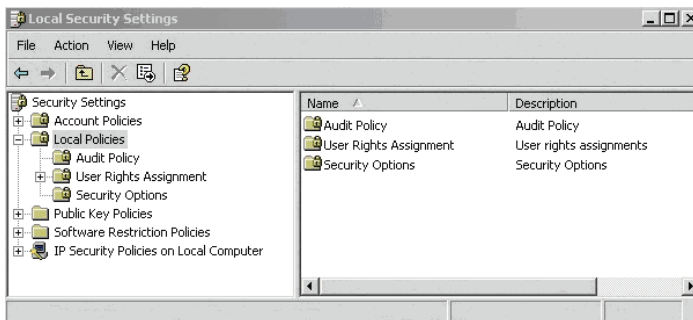 Local Security Settings
File Action View Help
Security Settings
Account Policies
Local Policies
Audit Policy
User Rights Assignment
Security Options
Public Key Policies
Software Restriction Policies
IP Security Policies on Local Computer
Name Description
Audit Policy Audit Policy
User Rights Assignment User rights assignments
Security Options Security Options